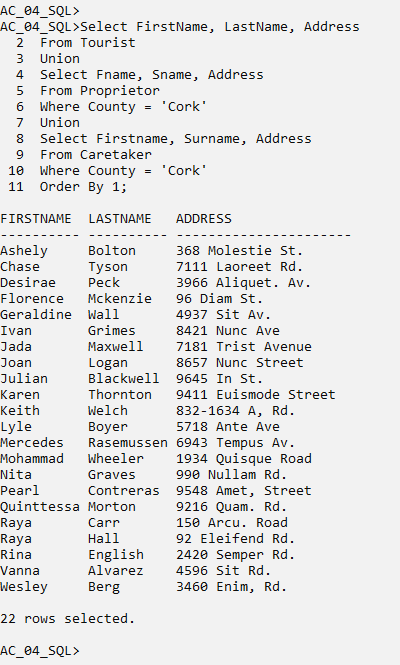 AC_04_SQL>
AC_04_SQL>Select FirstName, LastName, Address
  2  From Tourist
  3  Union
  4  Select Fname, Sname, Address
  5  From Proprietor
  6  Where County = 'Cork'
  7  Union
  8  Select Firstname, Surname, Address
  9  From Caretaker
 10  Where County = 'Cork'
 11  Order By 1;

FIRSTNAME  LASTNAME   ADDRESS
---------- ---------- ----------------------
Ashely     Bolton     368 Molestie St.
Chase      Tyson      7111 Laoreet Rd.
Desirae    Peck       3966 Aliquet. Av.
Florence   Mckenzie   96 Diam St.
Geraldine  Wall       4937 Sit Av.
Ivan       Grimes     8421 Nunc Ave
Jada       Maxwell    7181 Trist Avenue
Joan       Logan      8657 Nunc Street
Julian     Blackwell  9645 In St.
Karen      Thornton   9411 Euismode Street
Keith      Welch      832-1634 A, Rd.
Lyle       Boyer      5718 Ante Ave
Mercedes   Rasemussen 6943 Tempus Av.
Mohammad   Wheeler    1934 Quisque Road
Nita       Graves     990 Nullam Rd.
Pearl      Contreras  9548 Amet, Street
Quinttessa Morton     9216 Quam. Rd.
Raya       Carr       150 Arcu. Road
Raya       Hall       92 Eleifend Rd.
Rina       English    2420 Semper Rd.
Vanna      Alvarez    4596 Sit Rd.
Wesley     Berg       3460 Enim, Rd.

22 rows selected.

AC_04_SQL>